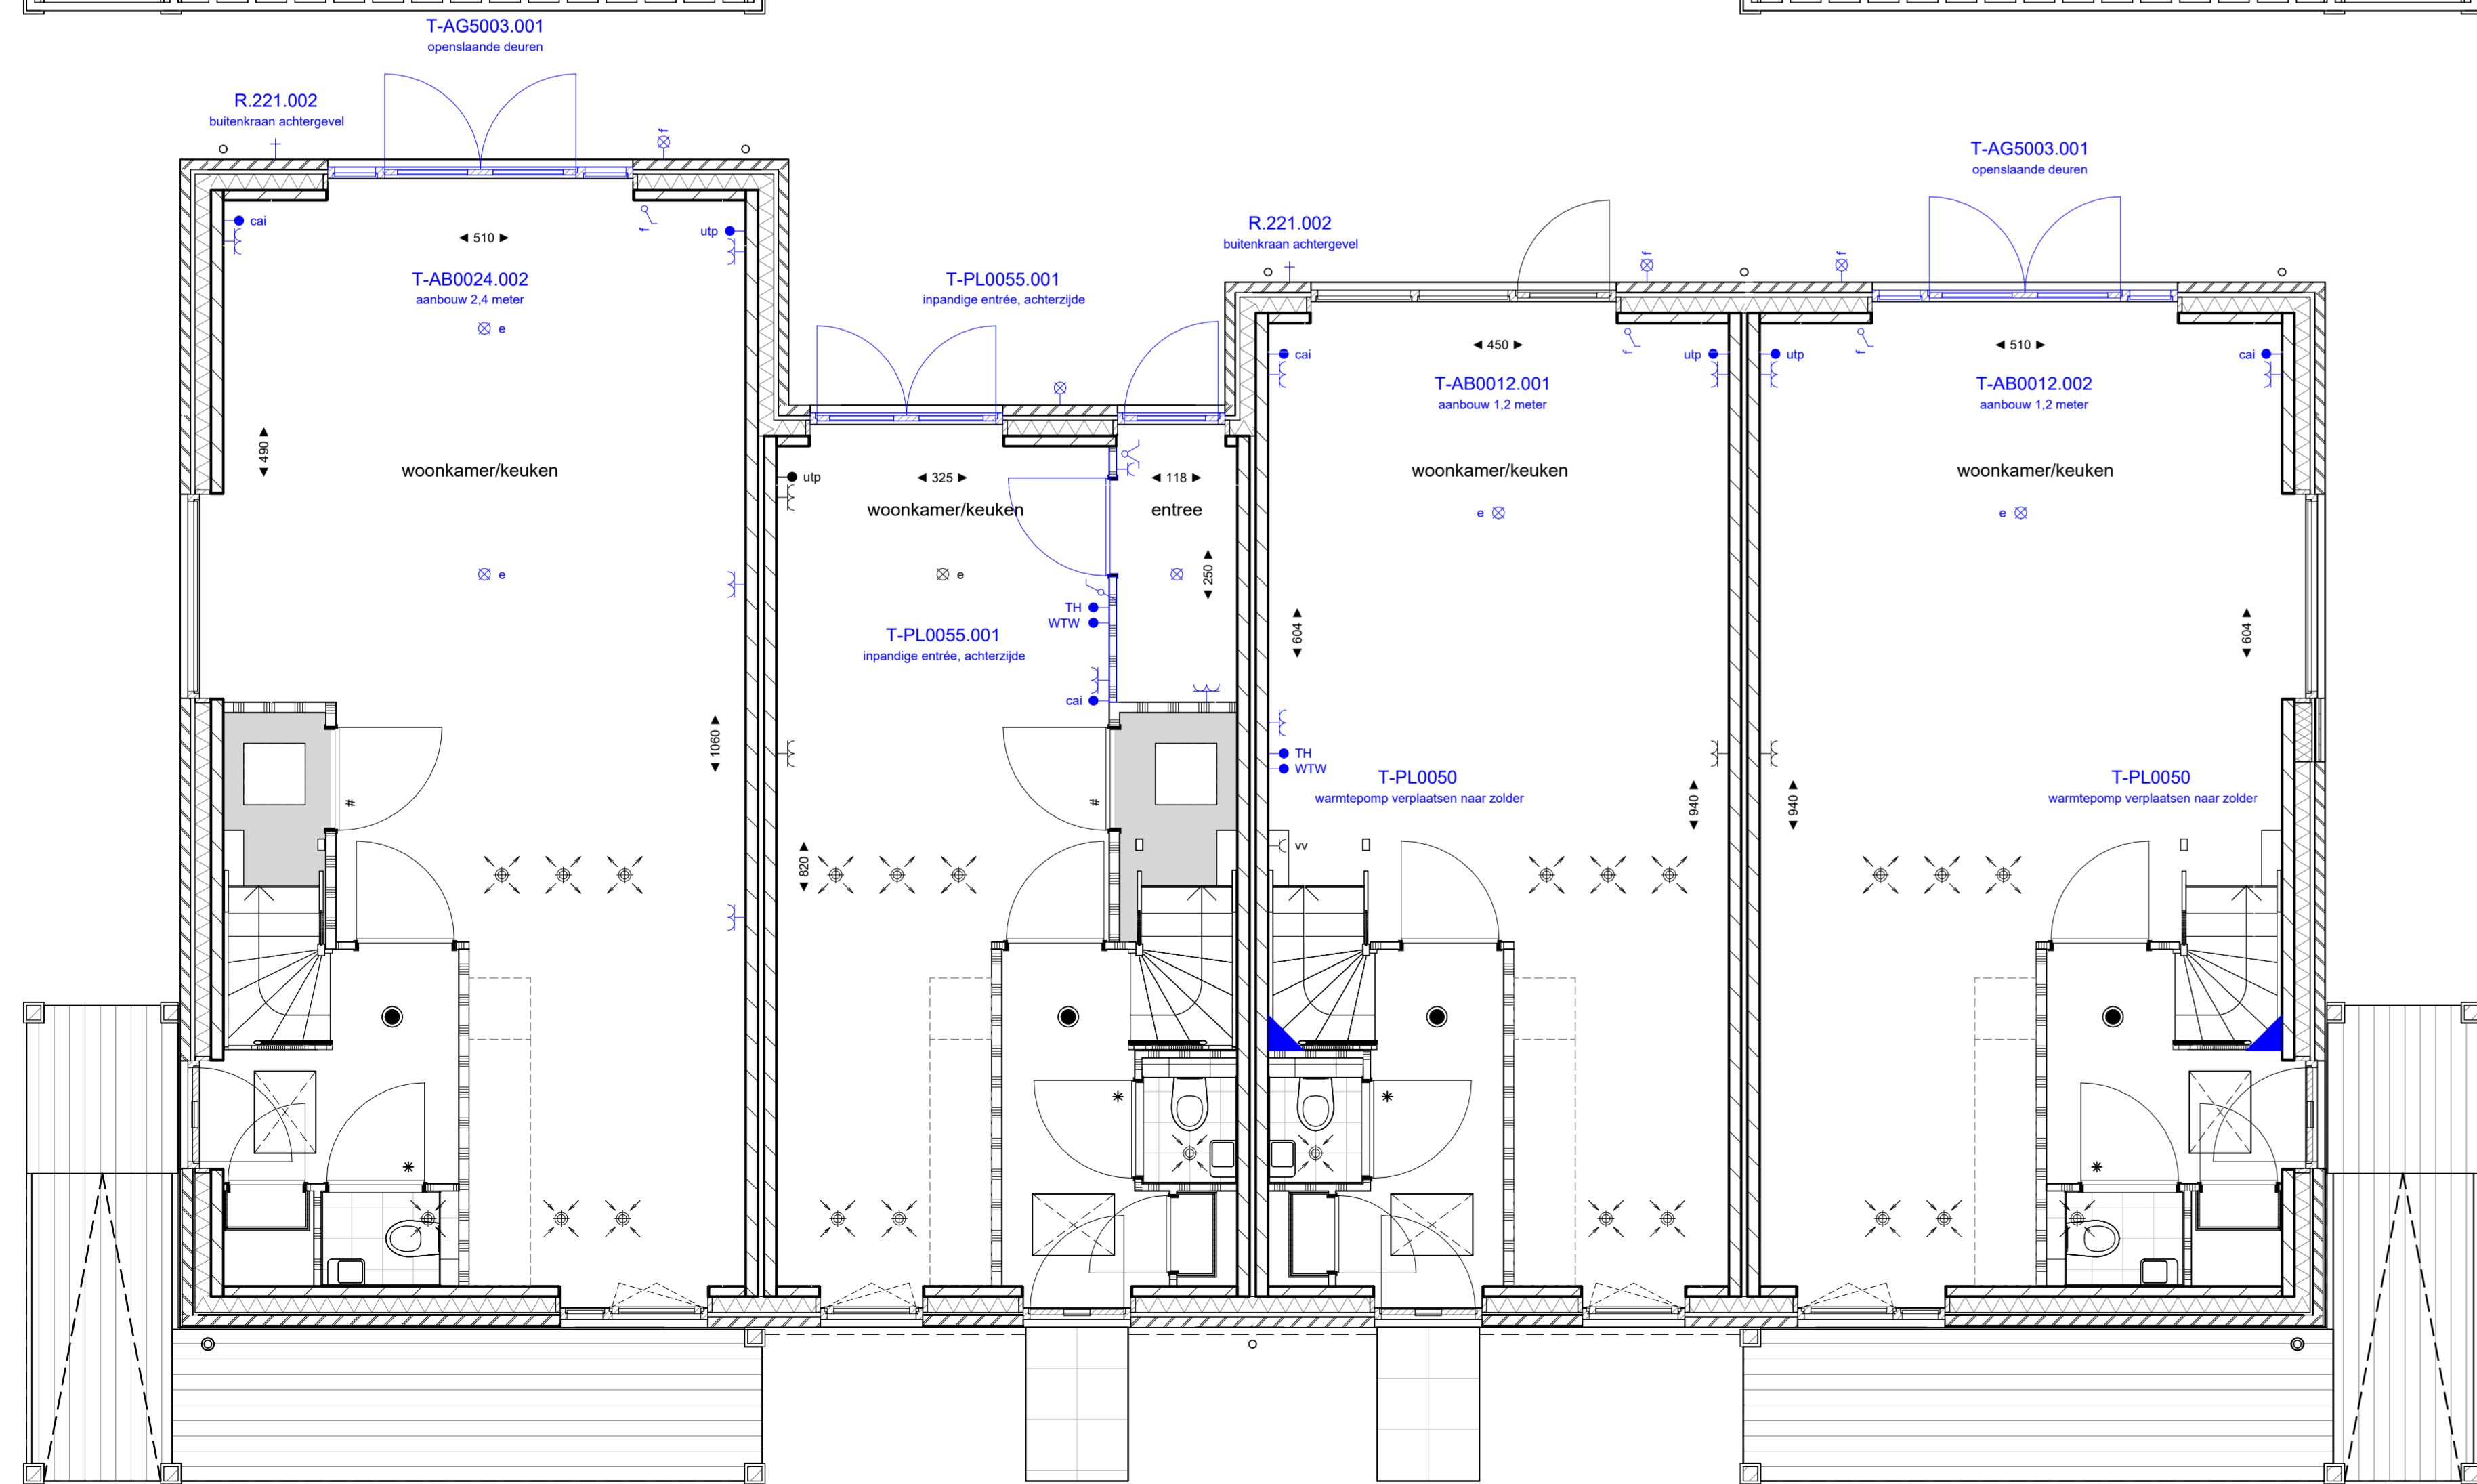 T-AG5003.001
openslaande deuren
R.221.002
buitenkraan achtergevel
f
T-AG5003.001
openslaande deuren
R.221.002
buitenkraan achtergevel
cai
f
utp
◄ 510 ►
T-AB0024.002
aanbouw 2,4 meter
e
T-PL0055.001
inpandige entrée, achterzijde
f
f
cai
f
utp
◄ 450 ►
T-AB0012.001
aanbouw 1,2 meter
utp
f
cai
◄ 510 ►
T-AB0012.002
aanbouw 1,2 meter
◄ 490 ►
woonkamer/keuken
e
utp
◄ 325 ►
woonkamer/keuken
e
◄ 118 ►
entree
◄ 250 ►
woonkamer/keuken
e
woonkamer/keuken
e
TH
WTW
T-PL0055.001
inpandige entrée, achterzijde
cai
◄ 604 ►
◄ 604 ►
◄ 1060 ►
TH
WTW
T-PL0050
warmtepomp verplaatsen naar zolder
T-PL0050
warmtepomp verplaatsen naar zolder
#
#
◄ 820 ►
vv
◄ 940 ►
◄ 940 ►
*
*
*
*